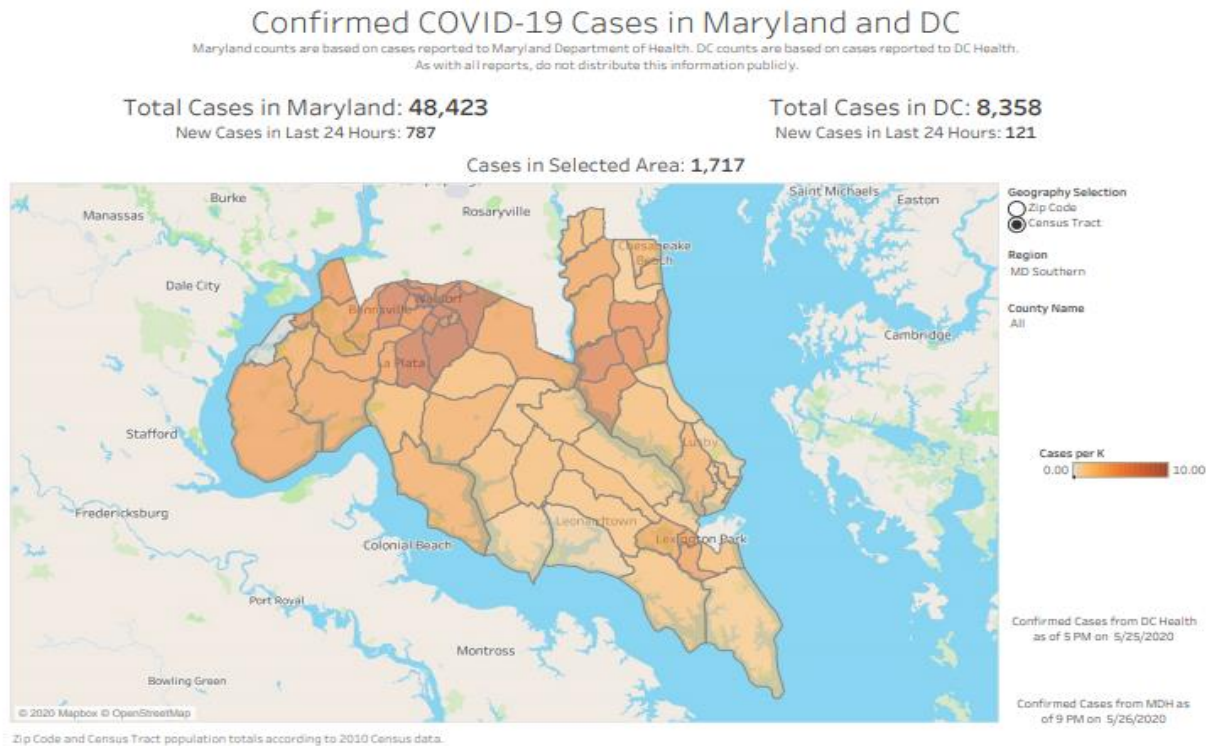 Confirmed COVID-19 Cases in Maryland and DC
Maryland counts are based on cases reported to Maryland Department of Health. DC counts are based on cases reported to DC Health.
As with all reports, do not distribute this information publicly.
Total Cases in Maryland: 48,423
New Cases in Last 24 Hours: 787
Total Cases in DC: 8,358
New Cases in Last 24 Hours: 121
Cases in Selected Area: 1,717
Burke
Manassas
Rosaryville
Saint Michaels
Easton
Chesapeake
Beach
Dale City
Waldorf
Bennsville
La Plata
Cambridge
Stafford
Lusby
Fredericksburg
Leonardtown
Lexington Park
Colonial Beach
Port Royal
Montross
Bowling Green
© 2020 Mapbox © OpenStreetMap
Geography Selection
Zip Code
Census Tract
Region
MD Southern
County Name
All
Cases per K
0.00 10.00
Confirmed Cases from DC Health
as of 5 PM on 5/25/2020
Confirmed Cases from MDH as
of 9 PM on 5/26/2020
Zip Code and Census Tract population totals according to 2010 Census data.